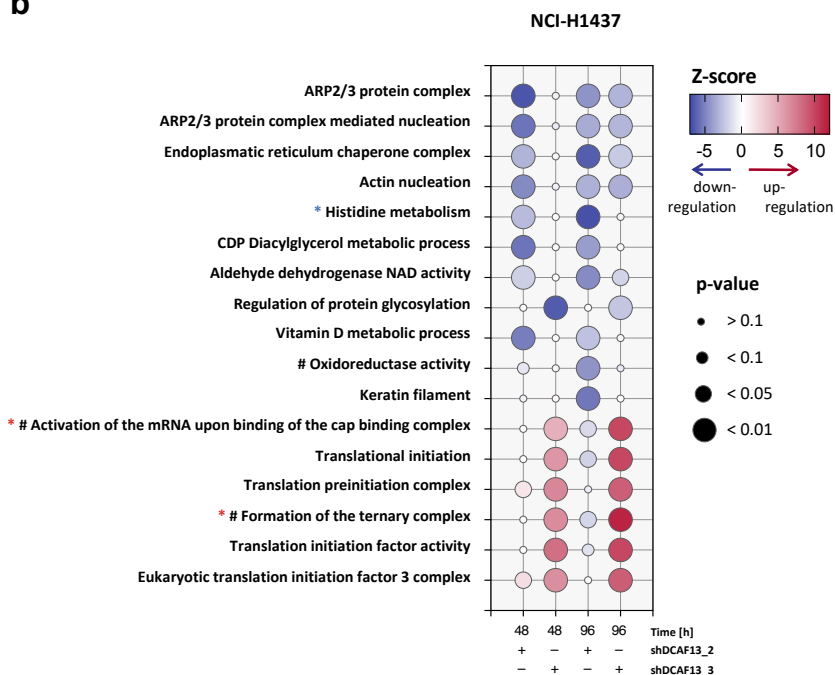 b
NCI-H1437
ARP2/3 protein complex
ARP2/3 protein complex mediated nucleation
Endoplasmatic reticulum chaperone complex
Actin nucleation
* Histidine metabolism
CDP Diacylglycerol metabolic process
Aldehyde dehydrogenase NAD activity
Regulation of protein glycosylation
Vitamin D metabolic process
# Oxidoreductase activity
Keratin filament
* # Activation of the mRNA upon binding of the cap binding complex
Translational initiation
Translation preinitiation complex
* # Formation of the ternary complex
Translation initiation factor activity
Eukaryotic translation initiation factor 3 complex
48 48 96 96 Time [h]
+ – + – shDCAF13_2
– + – + shDCAF13_3
Z-score
-5 0 5 10
down-regulation
up-regulation
p-value
> 0.1
< 0.1
< 0.05
< 0.01